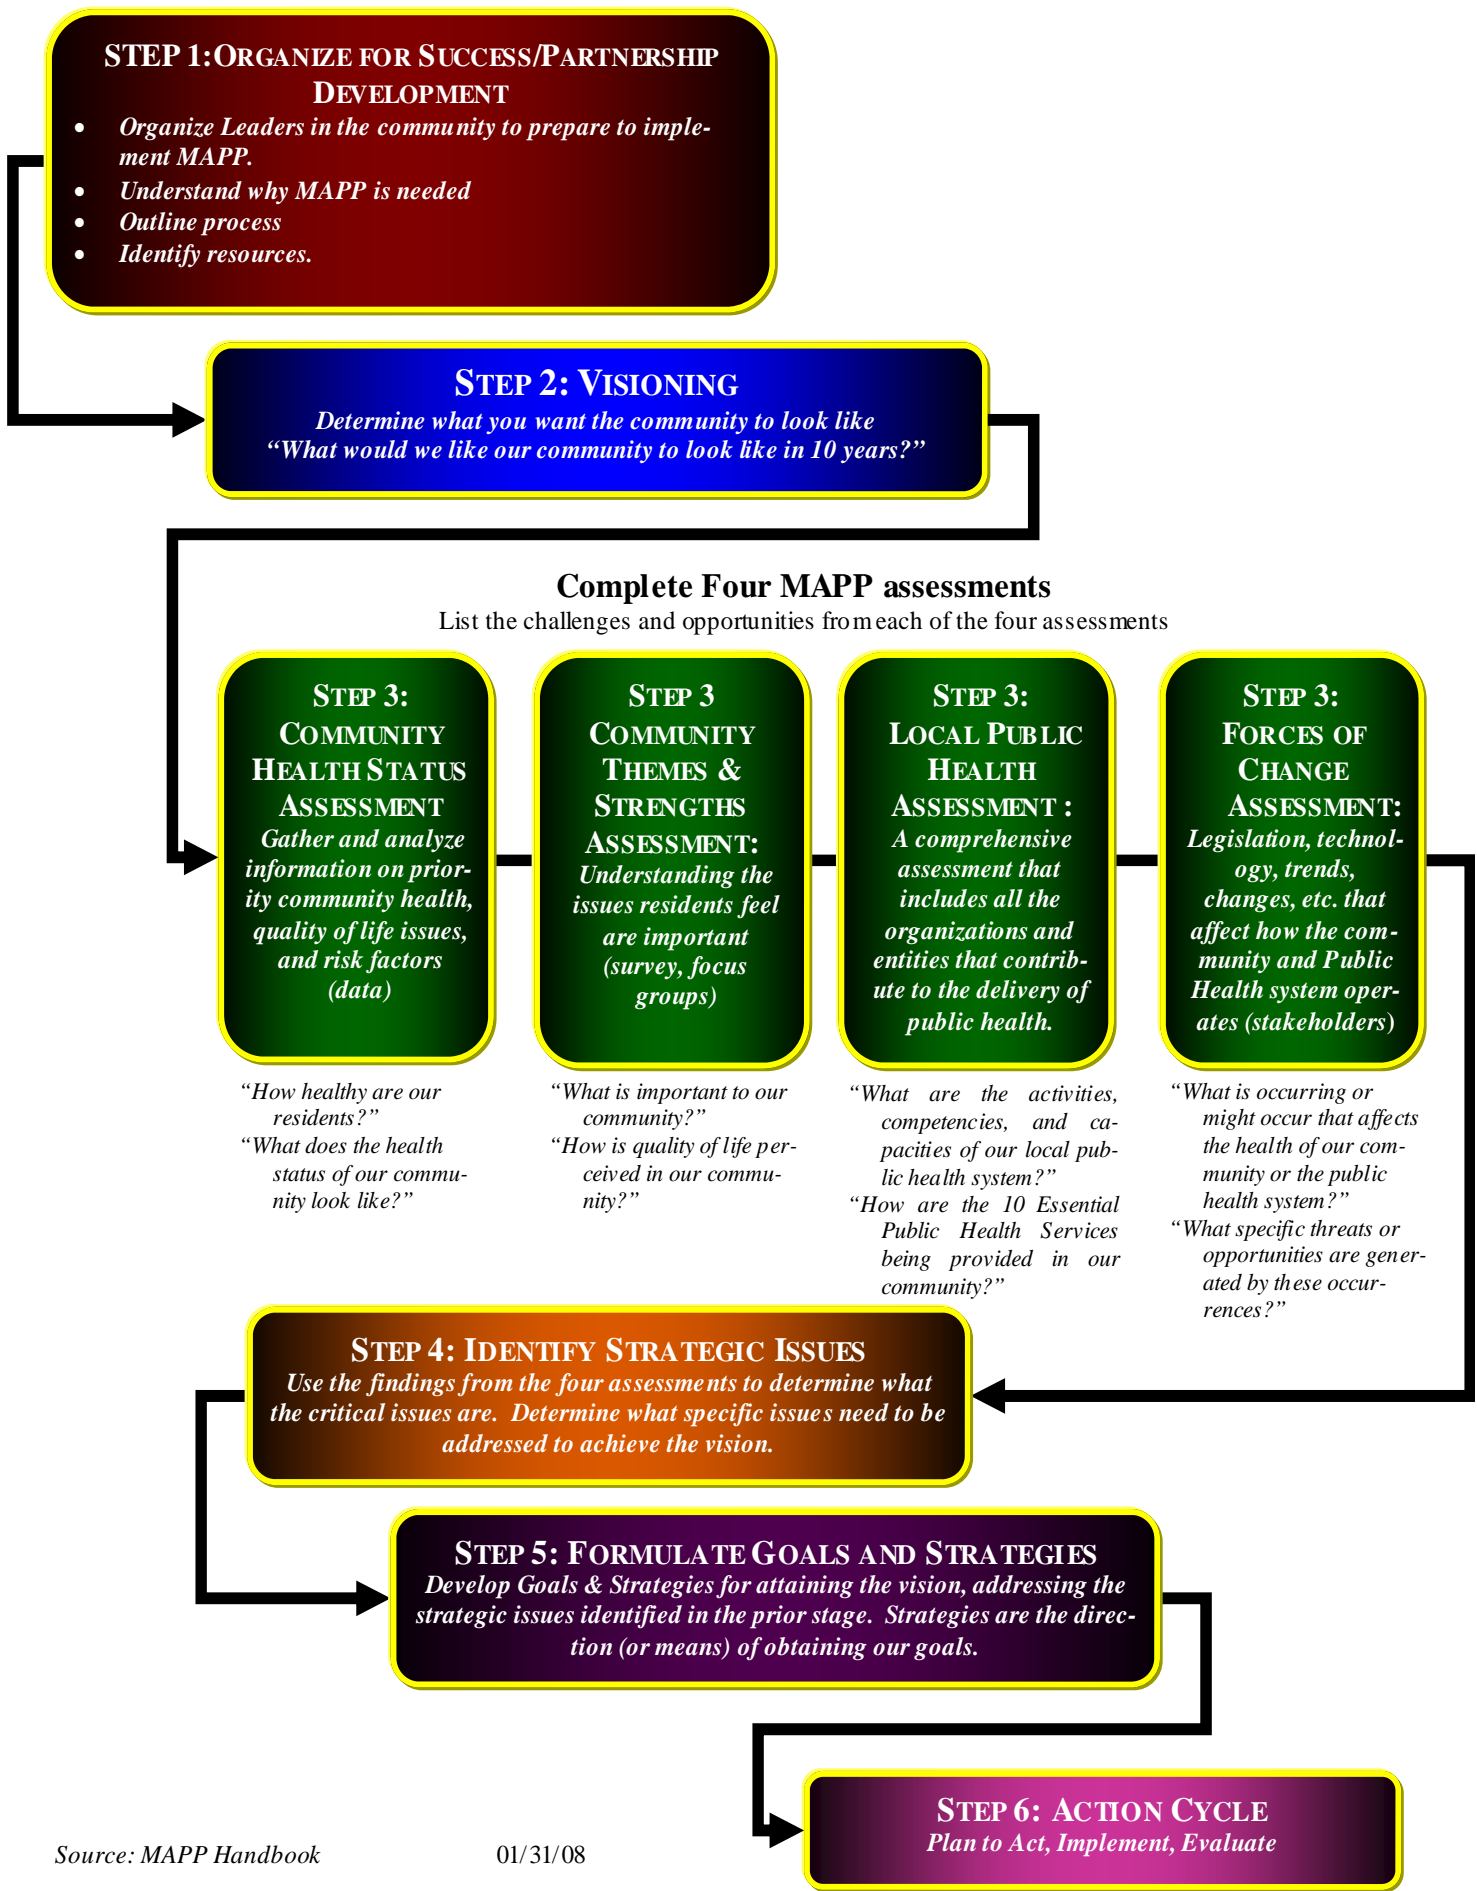 STEP 1:ORGANIZE FOR SUCCESS/PARTNERSHIP
DEVELOPMENT
• Organize Leaders in the community to prepare to imple-
ment MAPP.
• Understand why MAPP is needed
• Outline process
• Identify resources.
STEP 2: VISIONING
Determine what you want the community to look like
“What would we like our community to look like in 10 years?”
Complete Four MAPP assessments
List the challenges and opportunities from each of the four assessments
STEP 3:
COMMUNITY
HEALTH STATUS
ASSESSMENT
Gather and analyze
information on prior-
ity community health,
quality of life issues,
and risk factors
(data)
STEP 3
COMMUNITY
THEMES &
STRENGTHS
ASSESSMENT:
Understanding the
issues residents feel
are important
(survey, focus
groups)
STEP 3:
LOCAL PUBLIC
HEALTH
ASSESSMENT :
A comprehensive
assessment that
includes all the
organizations and
entities that contrib-
ute to the delivery of
public health.
STEP 3:
FORCES OF
CHANGE
ASSESSMENT:
Legislation, technol-
ogy, trends,
changes, etc. that
affect how the com-
munity and Public
Health system oper-
ates (stakeholders)
“How healthy are our
residents?”
“What does the health
status of our commu-
nity look like?”
“What is important to our
community?”
“How is quality of life per-
ceived in our commu-
nity?”
“What are the activities,
competencies, and ca-
pacities of our local pub-
lic health system?”
“How are the 10 Essential
Public Health Services
being provided in our
community?”
“What is occurring or
might occur that affects
the health of our com-
munity or the public
health system?”
“What specific threats or
opportunities are gener-
ated by these occur-
rences?”
STEP 4: IDENTIFY STRATEGIC ISSUES
Use the findings from the four assessments to determine what
the critical issues are.  Determine what specific issues need to be
addressed to achieve the vision.
STEP 5: FORMULATE GOALS AND STRATEGIES
Develop Goals & Strategies for attaining the vision, addressing the
strategic issues identified in the prior stage.  Strategies are the direc-
tion (or means) of obtaining our goals.
STEP 6: ACTION CYCLE
Plan to Act, Implement, Evaluate
Source: MAPP Handbook 01/31/08